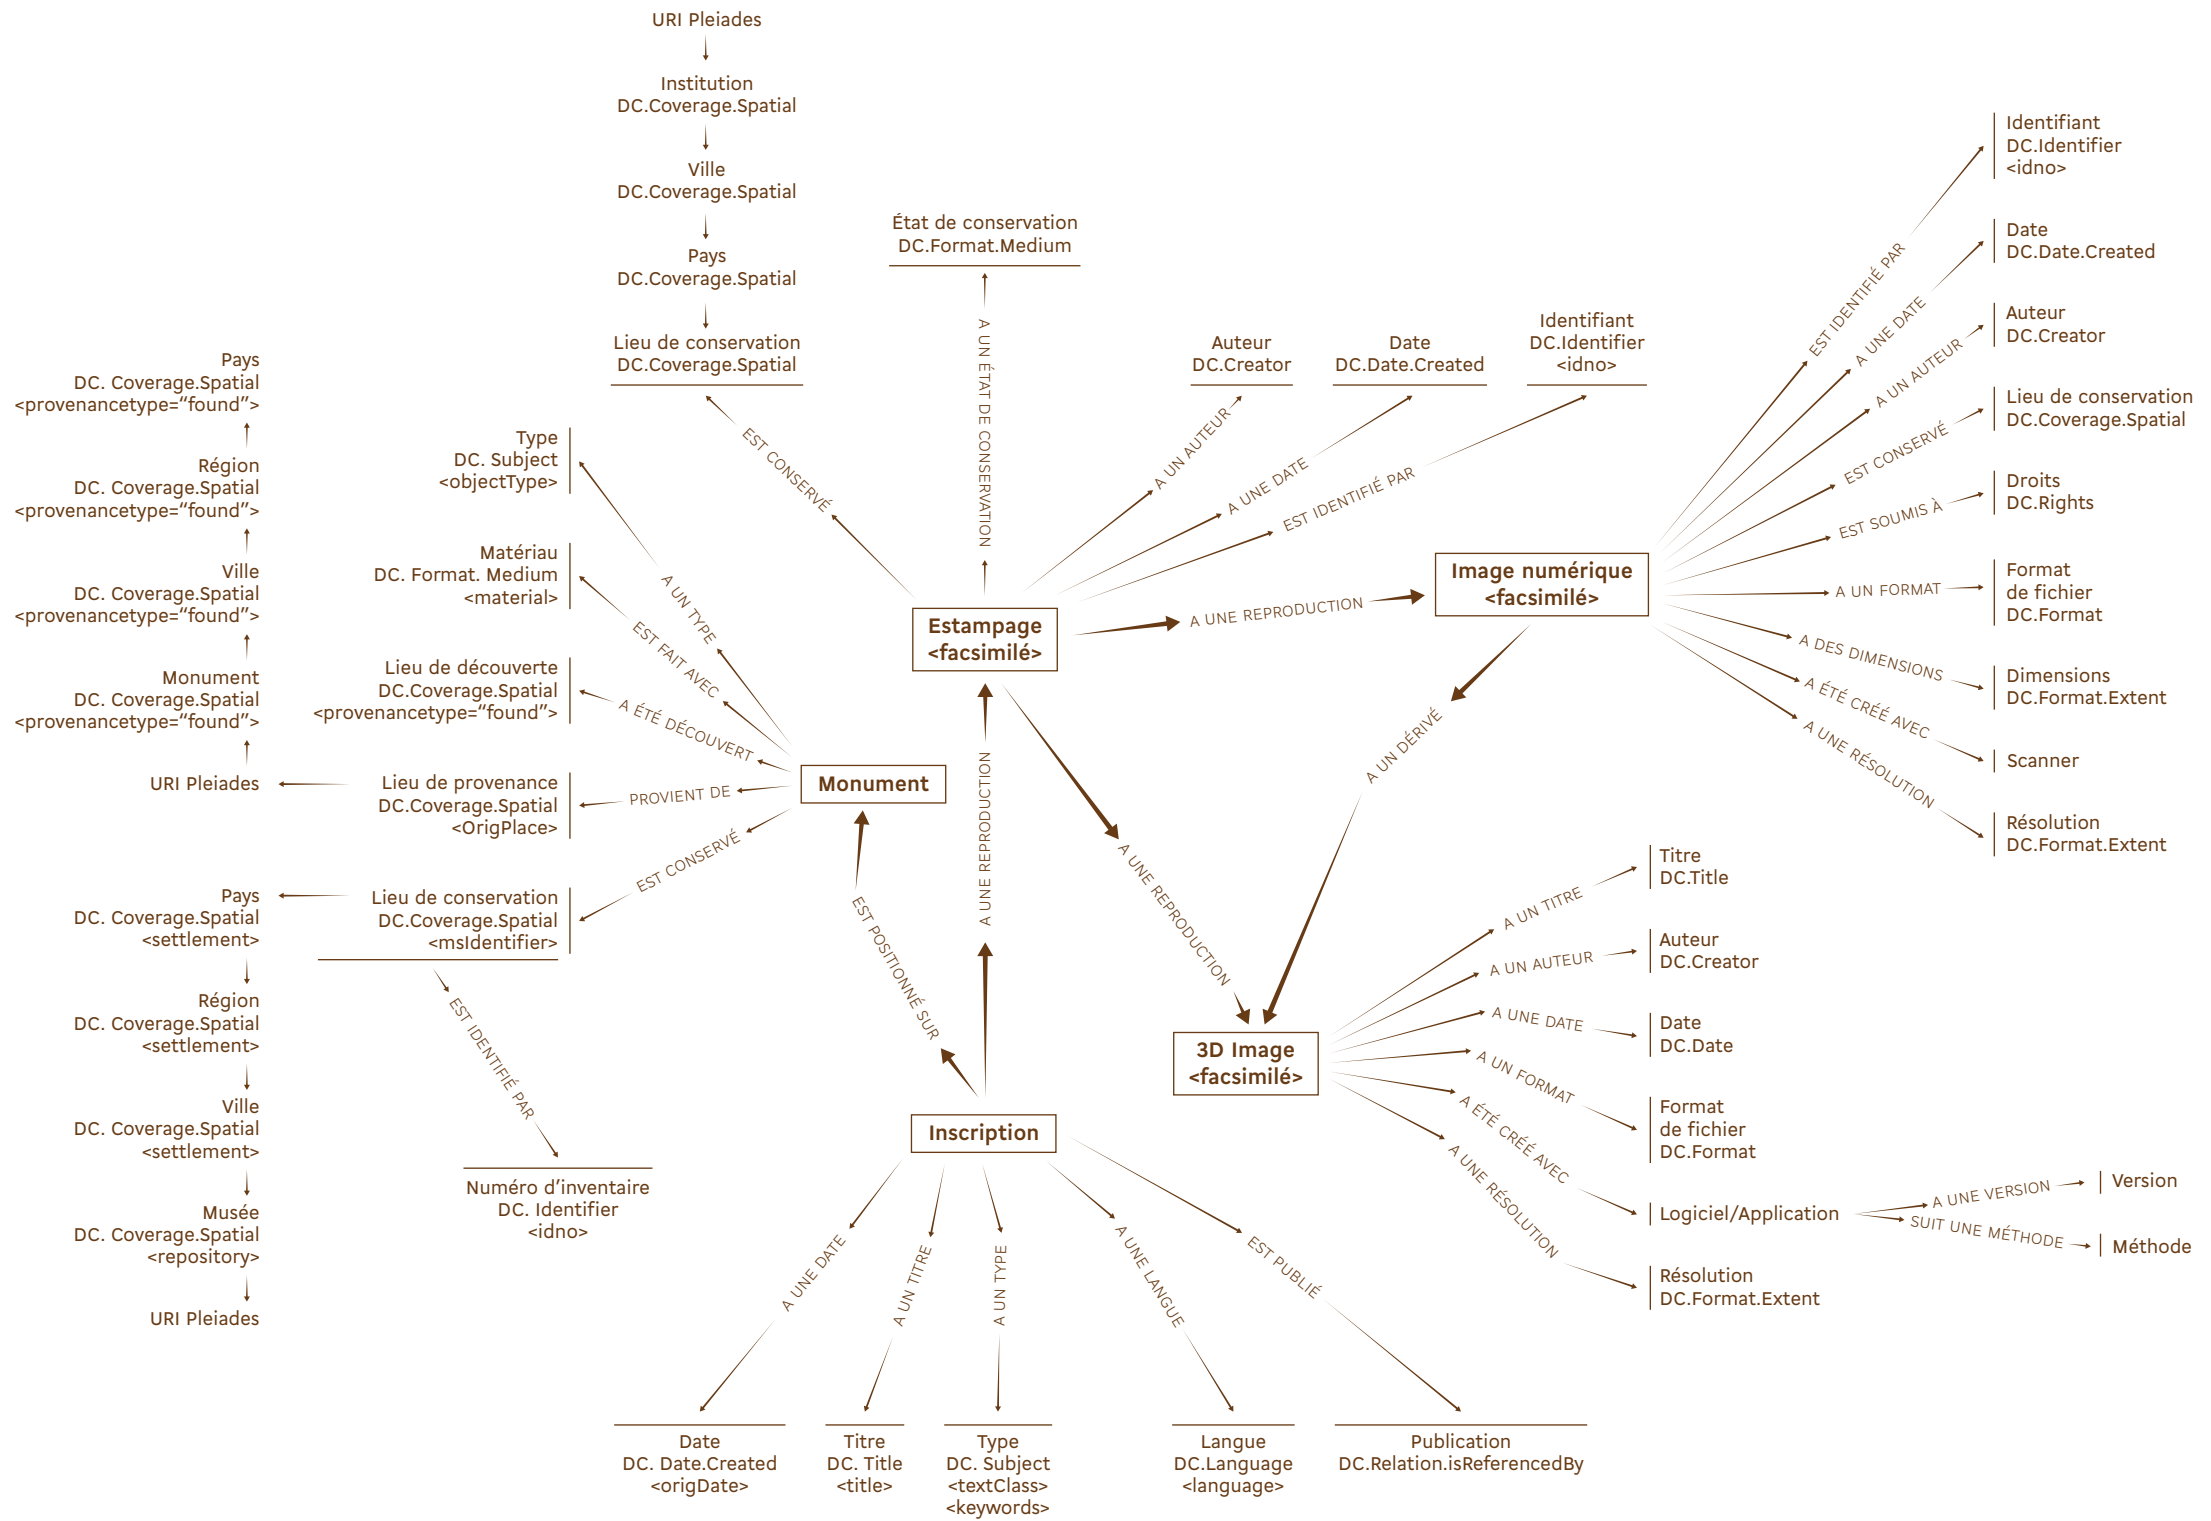 URI Pleiades
Institution
DC.Coverage.Spatial
Ville
DC.Coverage.Spatial
Pays
DC.Coverage.Spatial
Lieu de conservation
DC.Coverage.Spatial
EST CONSERVÉ
État de conservation
DC.Format.Medium
A UN ÉTAT DE CONSERVATION
Auteur
DC.Creator
A UN AUTEUR
Date
DC.Date.Created
A UNE DATE
Identifiant
DC.Identifier
<idno>
EST IDENTIFIÉ PAR
Estampage
<facsimilé>
A UNE REPRODUCTION
Image numérique
<facsimilé>
EST IDENTIFIÉ PAR
Identifiant
DC.Identifier
<idno>
A UNE DATE
Date
DC.Date.Created
A UN AUTEUR
Auteur
DC.Creator
EST CONSERVÉ
Lieu de conservation
DC.Coverage.Spatial
EST SOUMIS À
Droits
DC.Rights
A UN FORMAT
Format
de fichier
DC.Format
A DES DIMENSIONS
Dimensions
DC.Format.Extent
A ÉTÉ CRÉÉ AVEC
Scanner
A UNE RÉSOLUTION
Résolution
DC.Format.Extent
A UN DÉRIVÉ
A UNE REPRODUCTION
A UNE REPRODUCTION
Pays
DC. Coverage.Spatial
<provenancetype=“found”>
Région
DC. Coverage.Spatial
<provenancetype=“found”>
Ville
DC. Coverage.Spatial
<provenancetype=“found”>
Monument
DC. Coverage.Spatial
<provenancetype=“found”>
URI Pleiades
Type
DC. Subject
<objectType>
A UN TYPE
Matériau
DC. Format. Medium
<material>
EST FAIT AVEC
Lieu de découverte
DC.Coverage.Spatial
<provenancetype=“found”>
A ÉTÉ DÉCOUVERT
Lieu de provenance
DC.Coverage.Spatial
<OrigPlace>
PROVIENT DE
Monument
Lieu de conservation
DC.Coverage.Spatial
<msIdentifier>
EST CONSERVÉ
Pays
DC. Coverage.Spatial
<settlement>
Région
DC. Coverage.Spatial
<settlement>
Ville
DC. Coverage.Spatial
<settlement>
Musée
DC. Coverage.Spatial
<repository>
URI Pleiades
EST IDENTIFIÉ PAR
Numéro d’inventaire
DC. Identifier
<idno>
EST POSITIONNÉ SUR
3D Image
<facsimilé>
A UN TITRE
Titre
DC.Title
A UN AUTEUR
Auteur
DC.Creator
A UNE DATE
Date
DC.Date
A UN FORMAT
Format
de fichier
DC.Format
A ÉTÉ CRÉÉ AVEC
Logiciel/Application
A UNE VERSION
Version
SUIT UNE MÉTHODE
Méthode
A UNE RÉSOLUTION
Résolution
DC.Format.Extent
Inscription
A UNE DATE
A UN TITRE
A UN TYPE
A UNE LANGUE
EST PUBLIÉ
Date
DC. Date.Created
<origDate>
Titre
DC. Title
<title>
Type
DC. Subject
<textClass>
<keywords>
Langue
DC.Language
<language>
Publication
DC.Relation.isReferencedBy